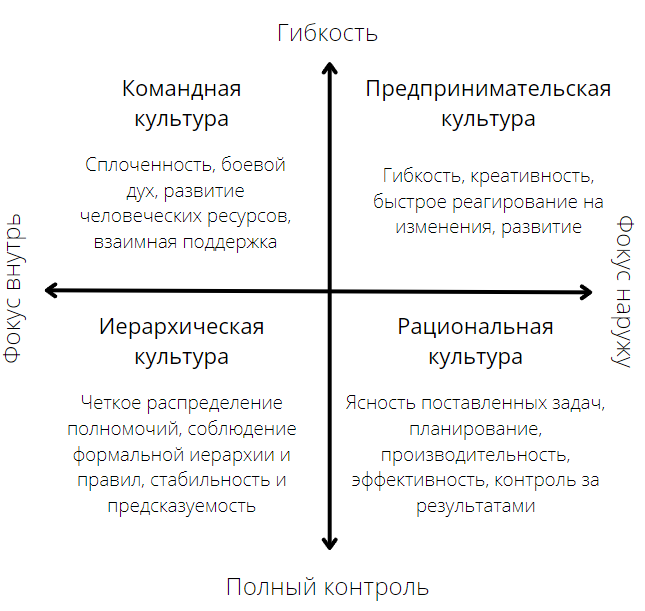 Гибкость
Командная
культура
Сплоченность, боевой
дух, развитие
человеческих ресурсов,
взаимная поддержка
Предпринимательская
культура
Гибкость, креативность,
быстрое реагирование на
изменения, развитие
Фокус внутрь
Фокус наружу
Иерархическая
культура
Четкое распределение
полномочий, соблюдение
формальной иерархии и
правил, стабильность и
предсказуемость
Рациональная
культура
Ясность поставленных задач,
планирование,
производительность,
эффективность, контроль за
результатами
Полный контроль